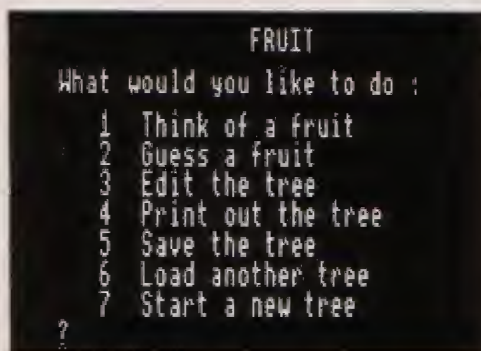 FRUIT
What would you like to do :
1 Think of a fruit
2 Guess a fruit
3 Edit the tree
4 Print out the tree
5 Save the tree
6 Load another tree
7 Start a new tree
?